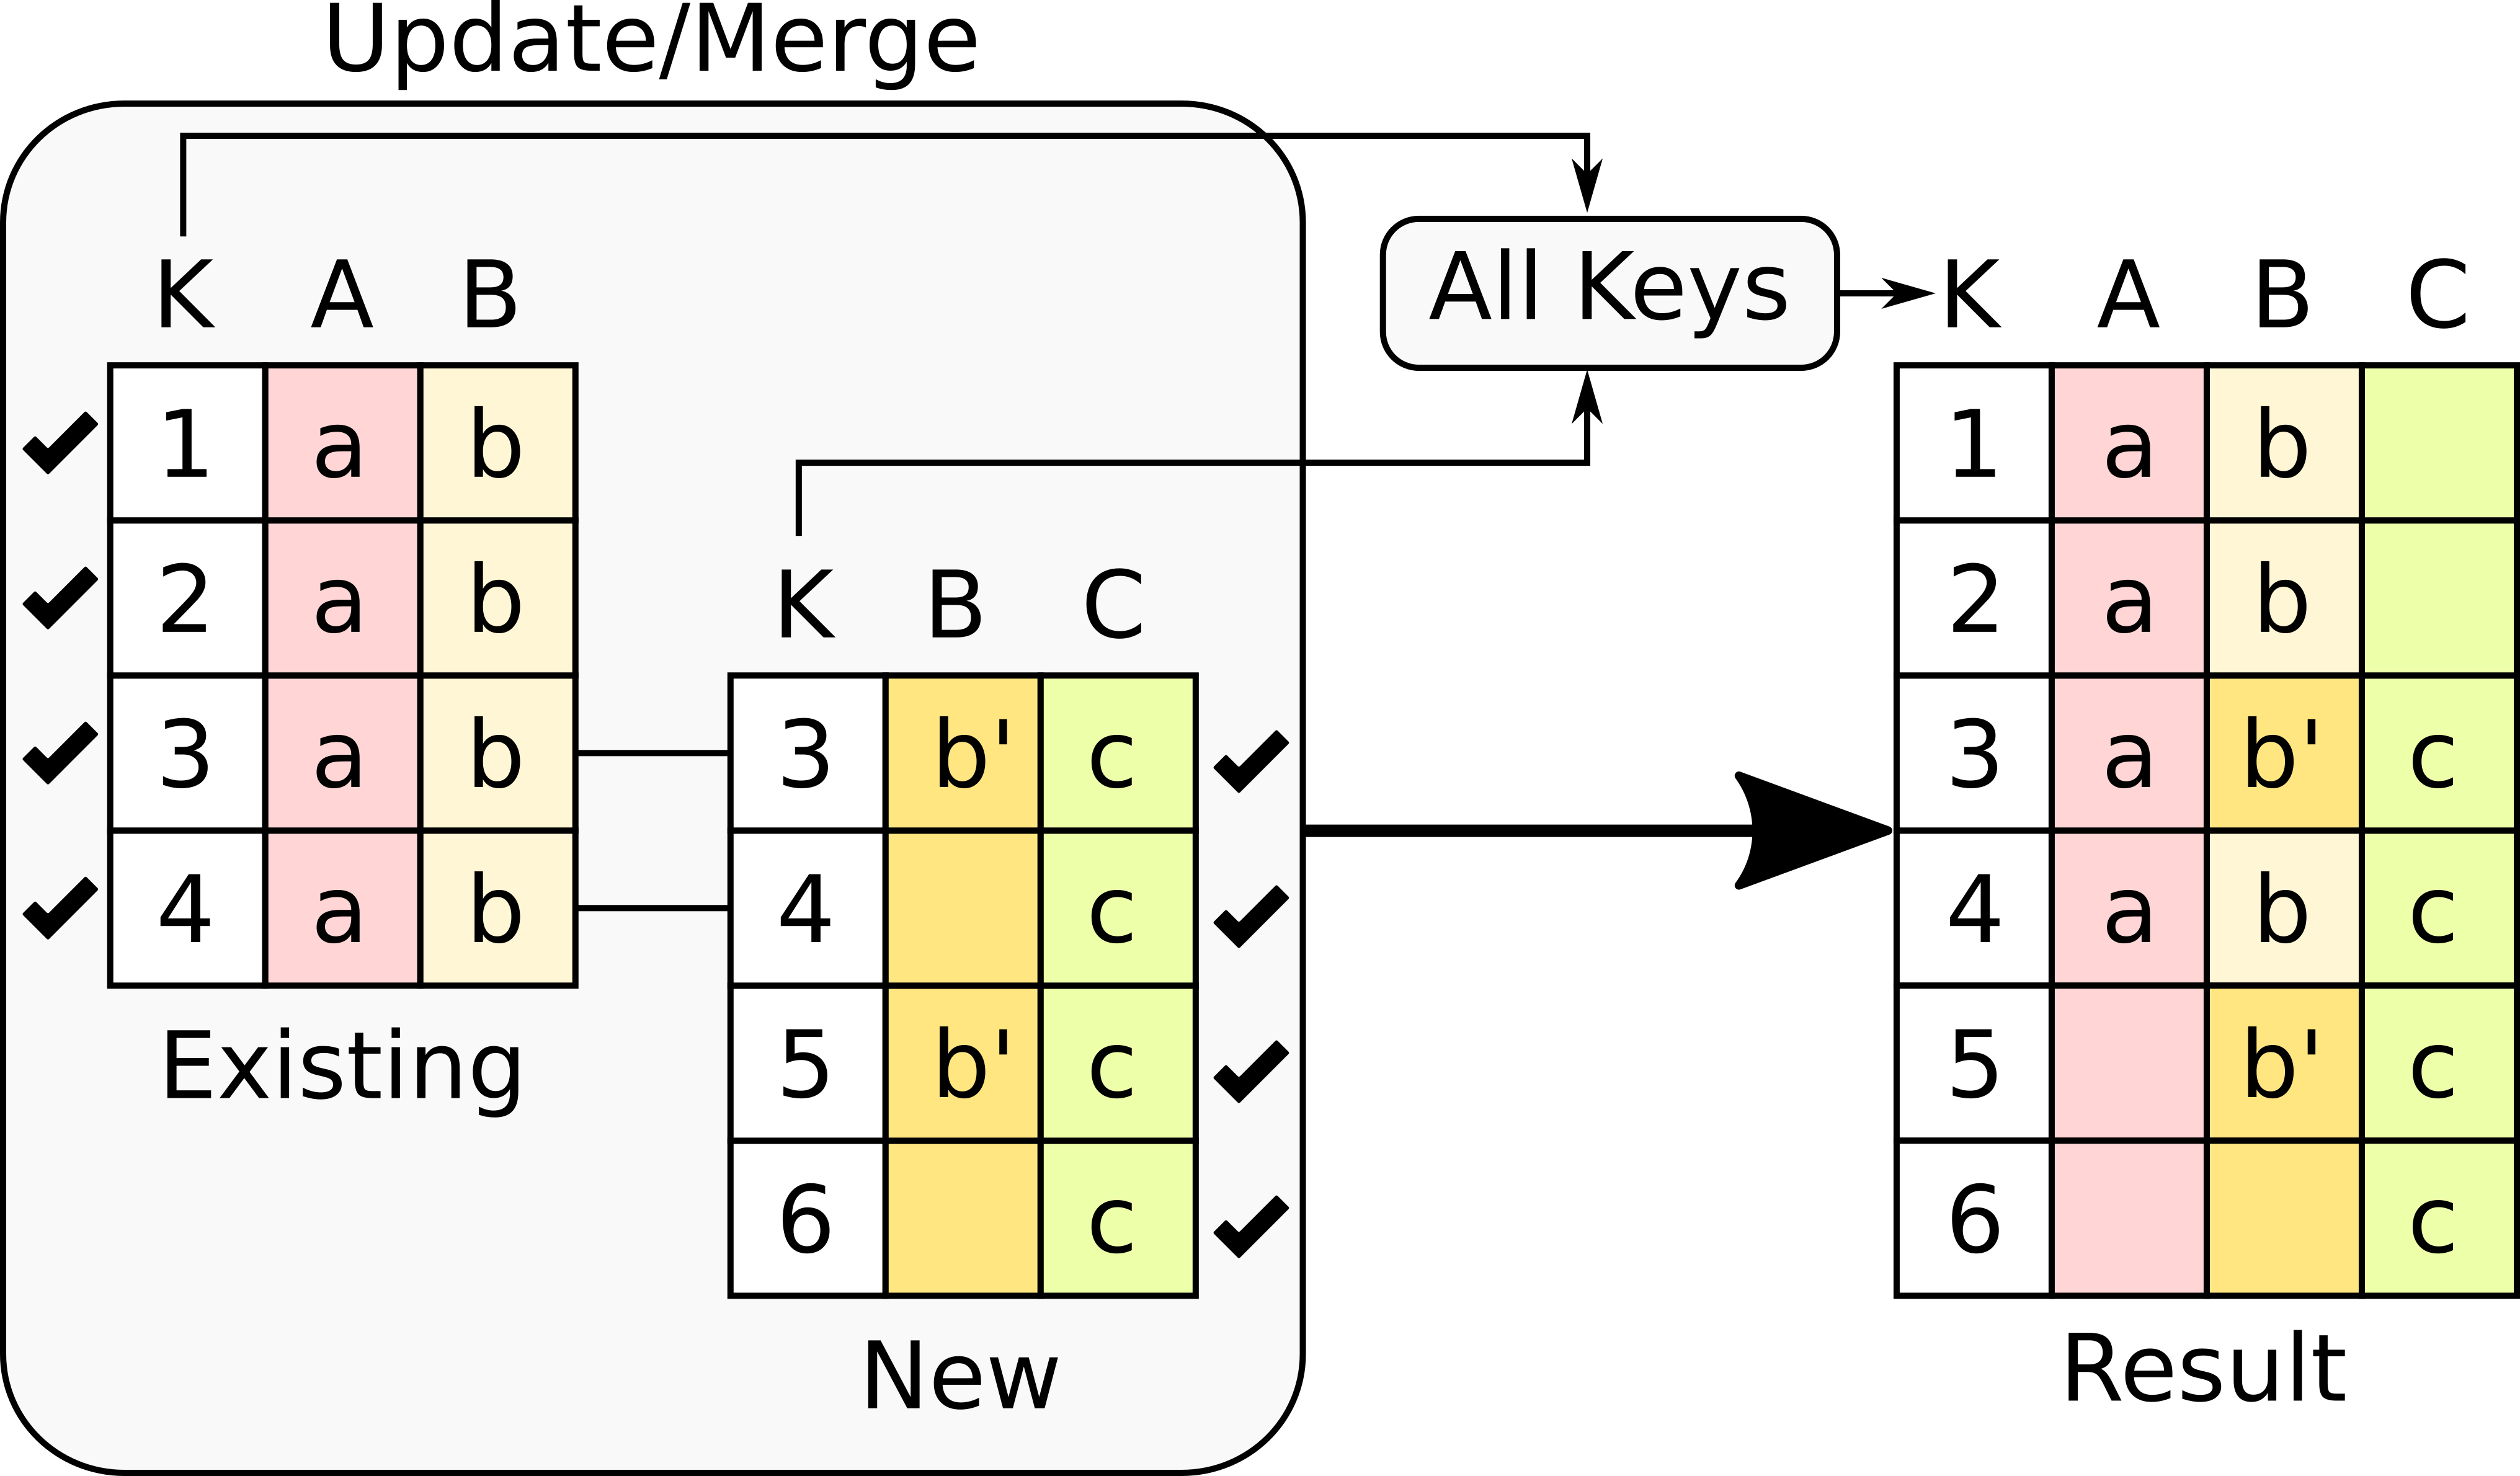 Update/Merge
All Keys
K A B
1 a b
2 a b
3 a b
4 a b
Existing
K B C
3 b' c
4 c
5 b' c
6 c
New
K A B C
1 a b
2 a b
3 a b' c
4 a b c
5 b' c
6 c
Result